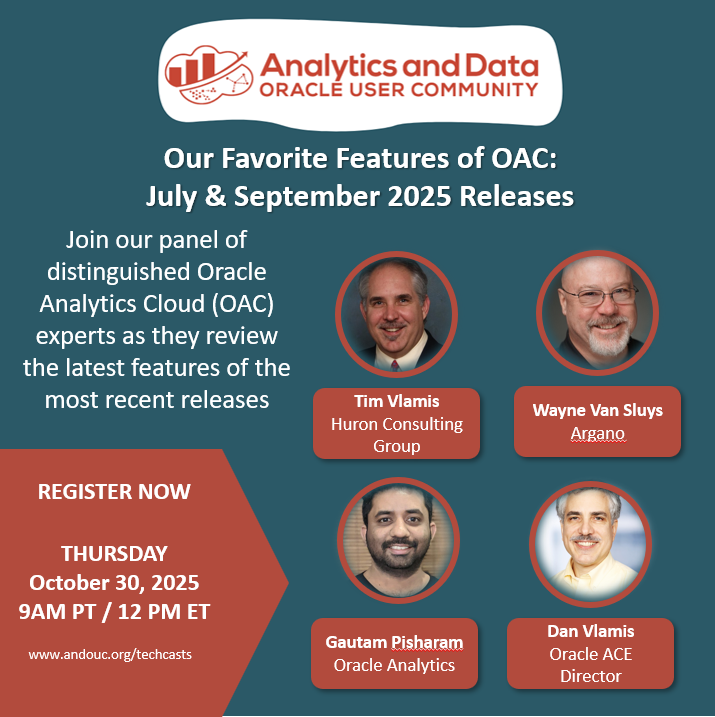 Analytics and Data
ORACLE USER COMMUNITY
Our Favorite Features of OAC:
July & September 2025 Releases
Join our panel of
distinguished Oracle
Analytics Cloud (OAC)
experts as they review
the latest features of the
most recent releases
Tim Vlamis
Huron Consulting
Group
Wayne Van Sluys
Argano
REGISTER NOW
THURSDAY
October 30, 2025
9AM PT / 12 PM ET
www.andouc.org/techcasts
Gautam Pisharam
Oracle Analytics
Dan Vlamis
Oracle ACE
Director